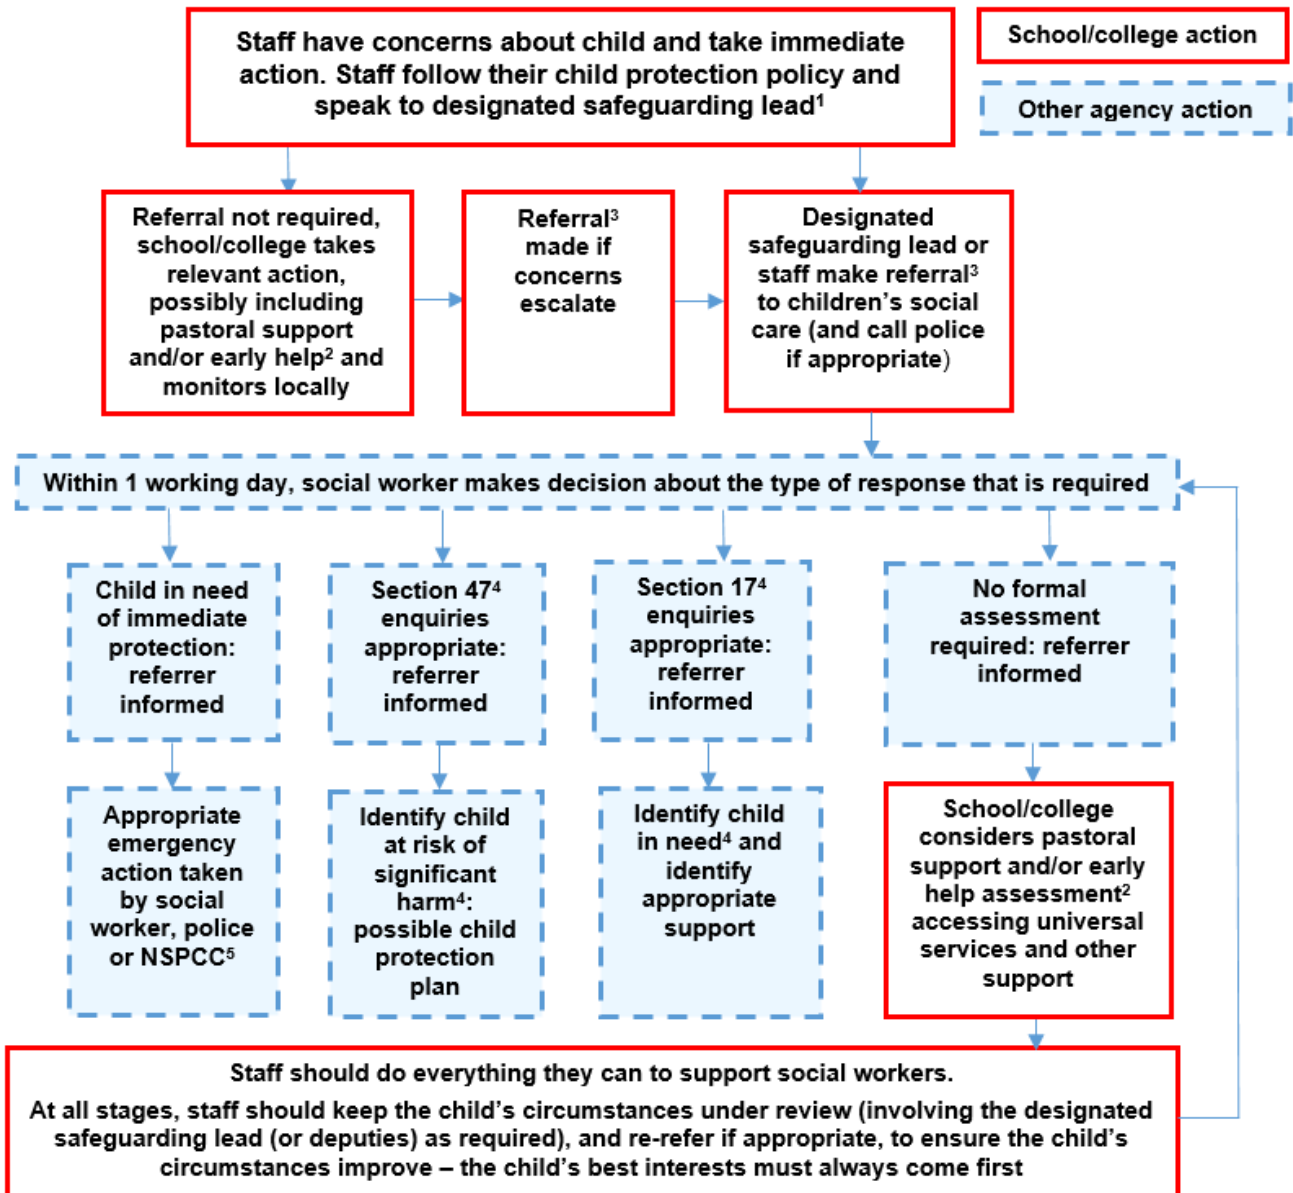 Staff have concerns about child and take immediate
action. Staff follow their child protection policy and
speak to designated safeguarding lead¹
School/college action
Other agency action
Referral not required,
school/college takes
relevant action,
possibly including
pastoral support
and/or early help² and
monitors locally
Referral³
made if
concerns
escalate
Designated
safeguarding lead or
staff make referral³
to children’s social
care (and call police
if appropriate)
Within 1 working day, social worker makes decision about the type of response that is required
Child in need
of immediate
protection:
referrer
informed
Section 47⁴
enquiries
appropriate:
referrer
informed
Section 17⁴
enquiries
appropriate:
referrer
informed
No formal
assessment
required: referrer
informed
Appropriate
emergency
action taken
by social
worker, police
or NSPCC⁵
Identify child
at risk of
significant
harm⁴:
possible child
protection
plan
Identify child
in need⁴ and
identify
appropriate
support
School/college
considers pastoral
support and/or early
help assessment²
accessing universal
services and other
support
Staff should do everything they can to support social workers.
At all stages, staff should keep the child’s circumstances under review (involving the designated
safeguarding lead (or deputies) as required), and re-refer if appropriate, to ensure the child’s
circumstances improve – the child’s best interests must always come first